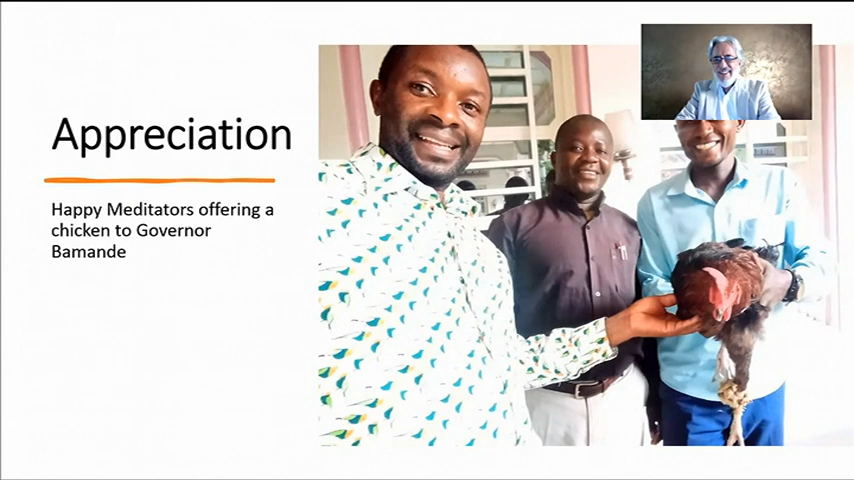 Appreciation
Happy Meditators offering a
chicken to Governor
Bamande